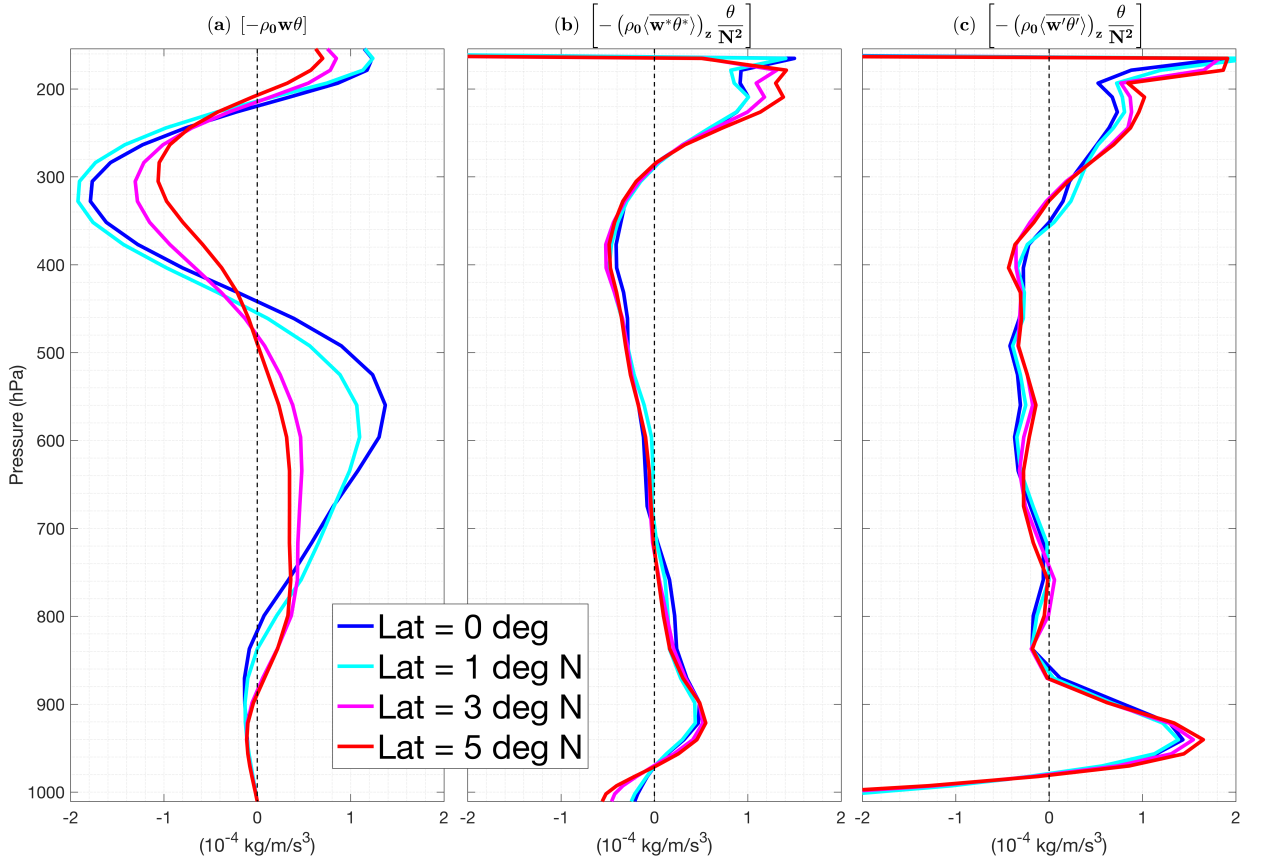 (a) [−ρ₀wθ]
(b) [−(ρ₀⟨w*θ*⟩)z θ/N²]
(c) [−(ρ₀⟨w′θ′⟩)z θ/N²]
Pressure (hPa)
200
300
400
500
600
700
800
900
1000
Lat = 0 deg
Lat = 1 deg N
Lat = 3 deg N
Lat = 5 deg N
-2 -1 0 1 2
-2 -1 0 1 2
-2 -1 0 1 2
(10⁻⁴ kg/m/s³)
(10⁻⁴ kg/m/s³)
(10⁻⁴ kg/m/s³)